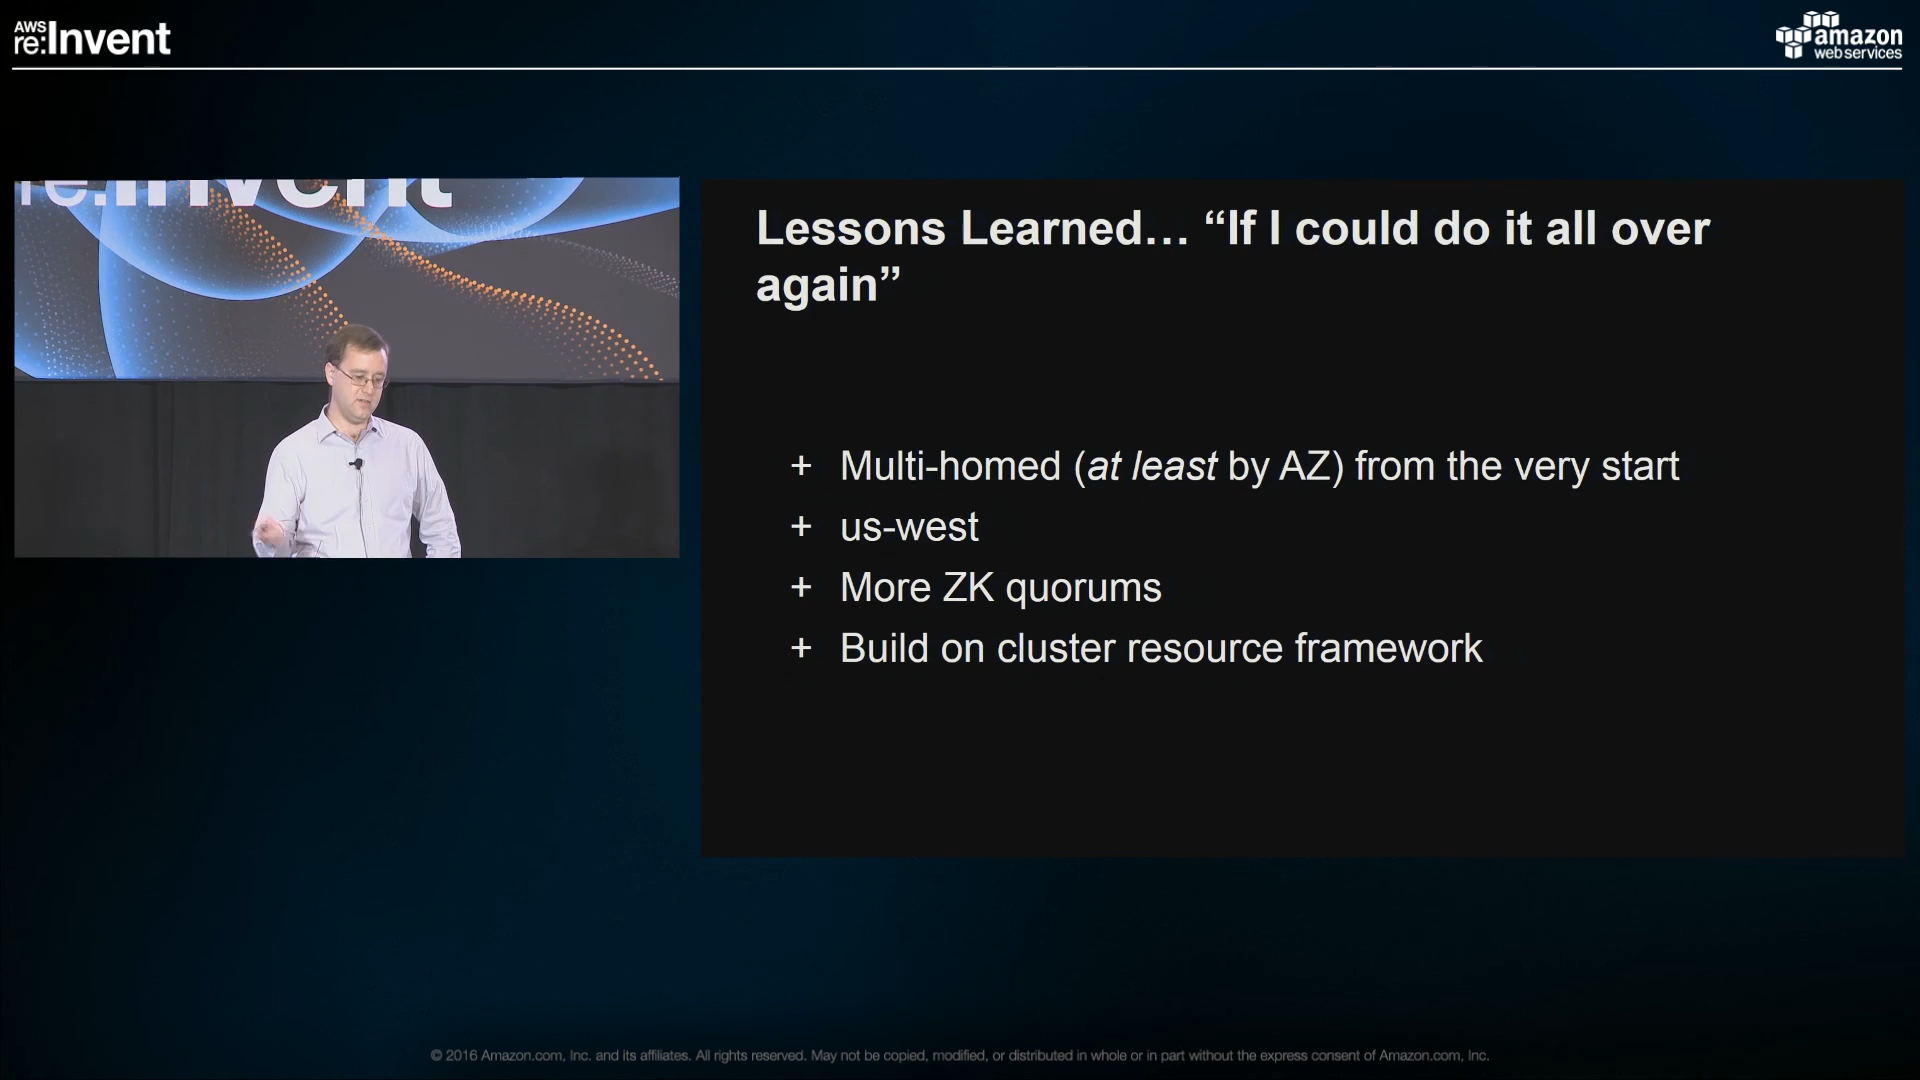 AWS
re:Invent
amazon
webservices
re:Invent
Lessons Learned… “If I could do it all over
again”
+ Multi-homed (at least by AZ) from the very start
+ us-west
+ More ZK quorums
+ Build on cluster resource framework
© 2016 Amazon.com, Inc. and its affiliates. All rights reserved. May not be copied, modified, or distributed in whole or in part without the express consent of Amazon.com, Inc.